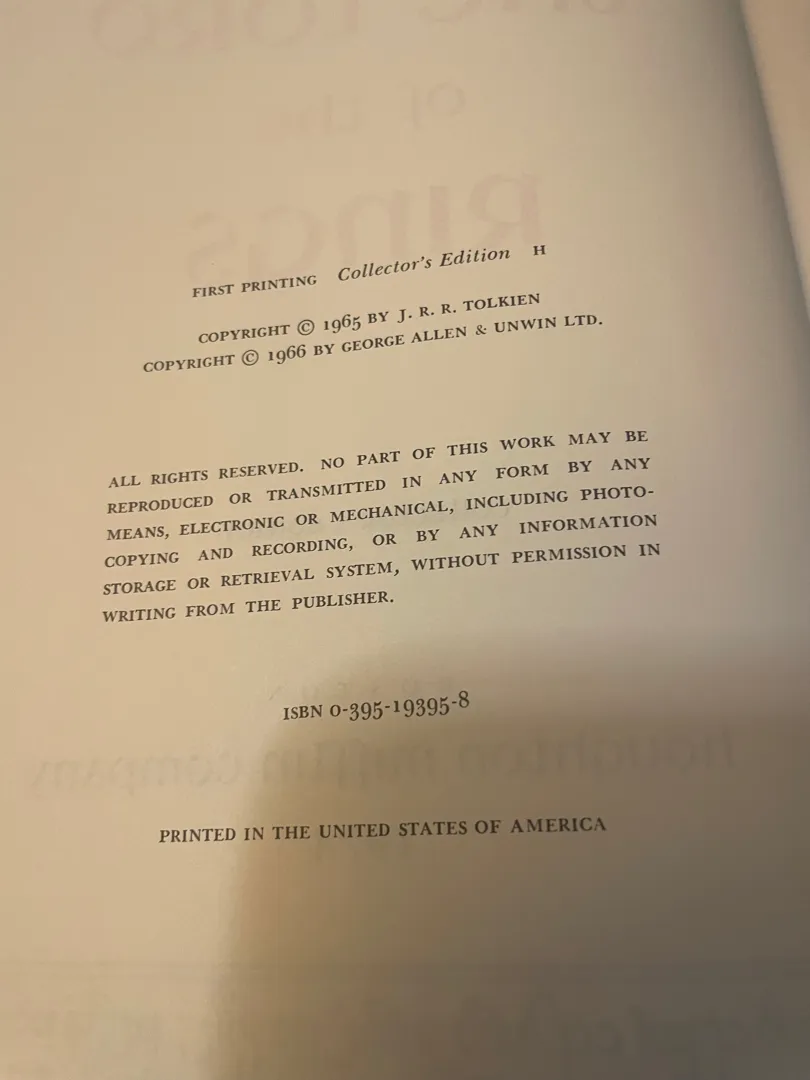 FIRST PRINTING Collector's Edition H
COPYRIGHT © 1965 BY J. R. R. TOLKIEN
COPYRIGHT © 1966 BY GEORGE ALLEN & UNWIN LTD.
ALL RIGHTS RESERVED. NO PART OF THIS WORK MAY BE
REPRODUCED OR TRANSMITTED IN ANY FORM BY ANY
MEANS, ELECTRONIC OR MECHANICAL, INCLUDING PHOTO-
COPYING AND RECORDING, OR BY ANY INFORMATION
STORAGE OR RETRIEVAL SYSTEM, WITHOUT PERMISSION IN
WRITING FROM THE PUBLISHER.
ISBN 0-395-19395-8
PRINTED IN THE UNITED STATES OF AMERICA